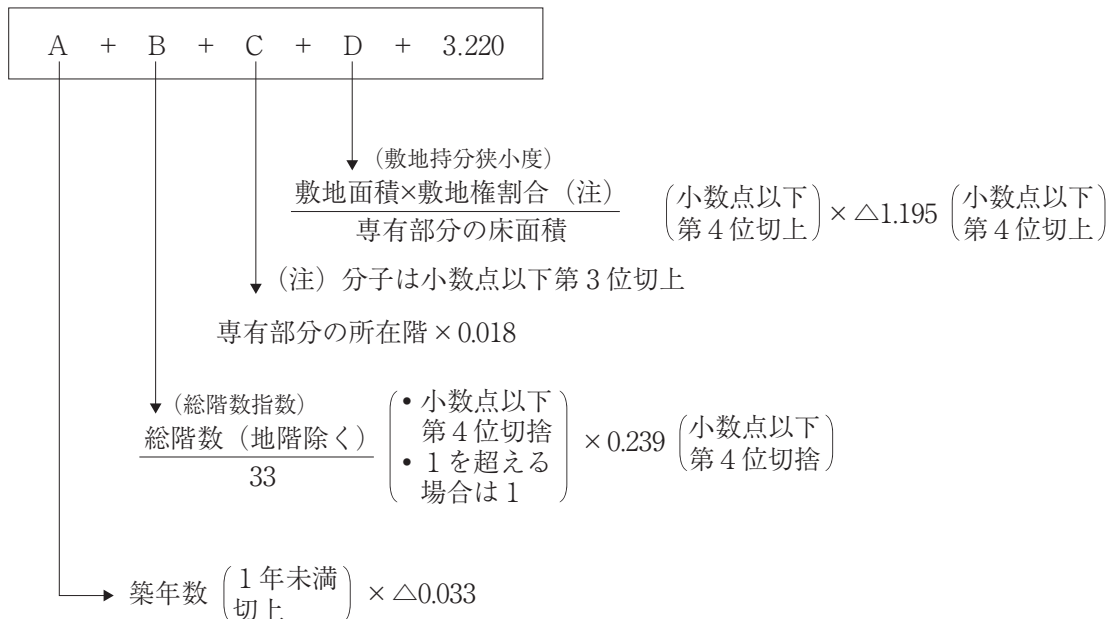 A + B + C + D + 3.220
(敷地持分狭小度)
敷地面積×敷地権割合(注)
専有部分の床面積
(小数点以下
第4位切上) × △1.195 (小数点以下
第4位切上)
(注)分子は小数点以下第3位切上
専有部分の所在階×0.018
(総階数指数)
総階数(地階除く)
33
(• 小数点以下
第4位切捨
• 1を超える
場合は1) ×0.239 (小数点以下
第4位切捨)
築年数 (1年未満
切上) × △0.033